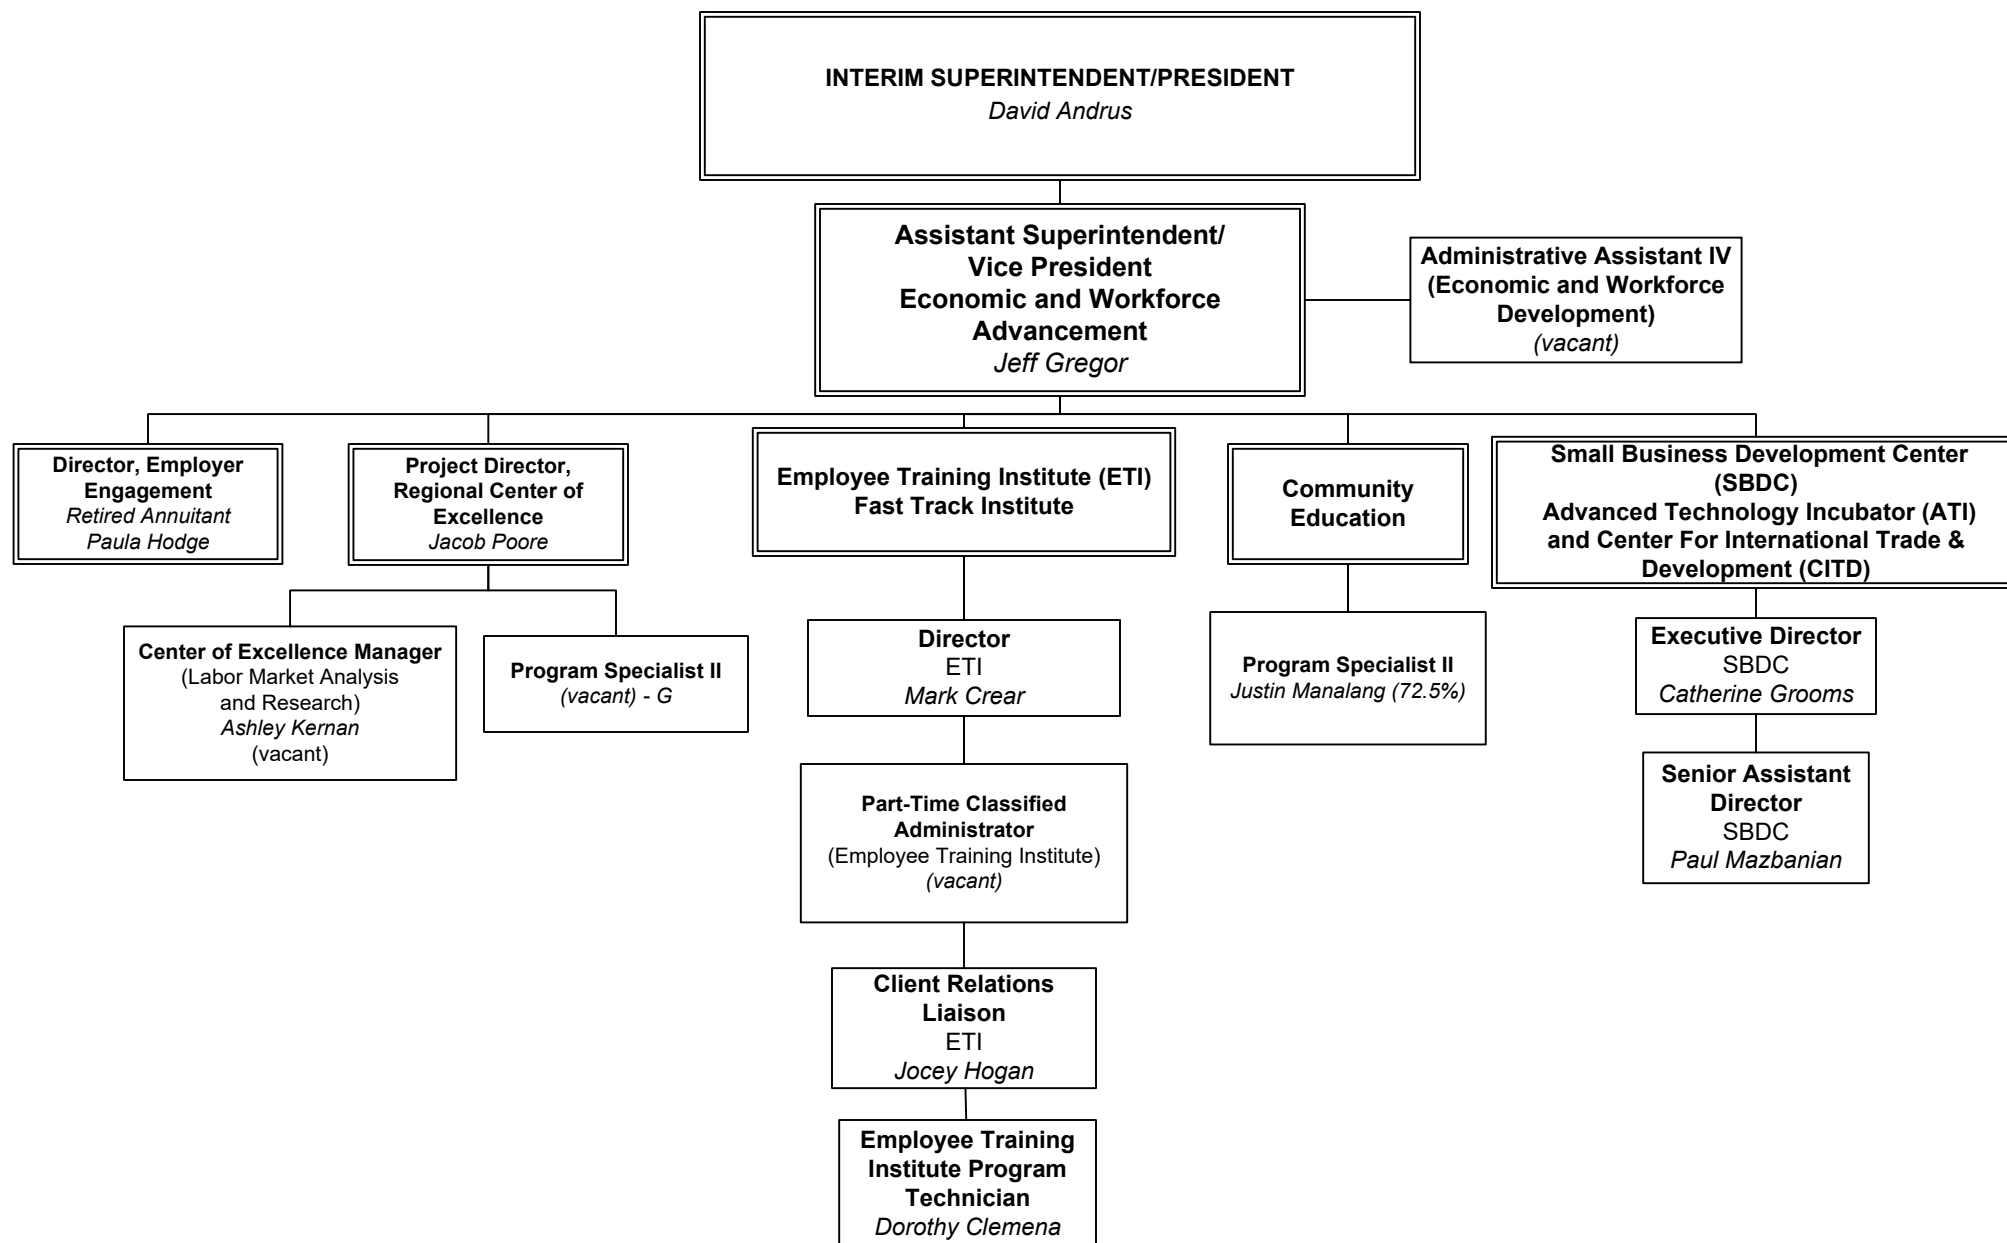 INTERIM SUPERINTENDENT/PRESIDENT
David Andrus
Assistant Superintendent/
Vice President
Economic and Workforce
Advancement
Jeff Gregor
Administrative Assistant IV
(Economic and Workforce
Development)
(vacant)
Director, Employer
Engagement
Retired Annuitant
Paula Hodge
Project Director,
Regional Center of
Excellence
Jacob Poore
Employee Training Institute (ETI)
Fast Track Institute
Community
Education
Small Business Development Center
(SBDC)
Advanced Technology Incubator (ATI)
and Center For International Trade &
Development (CITD)
Center of Excellence Manager
(Labor Market Analysis
and Research)
Ashley Kernan
(vacant)
Program Specialist II
(vacant) - G
Director
ETI
Mark Crear
Program Specialist II
Justin Manalang (72.5%)
Executive Director
SBDC
Catherine Grooms
Senior Assistant
Director
SBDC
Paul Mazbanian
Part-Time Classified
Administrator
(Employee Training Institute)
(vacant)
Client Relations
Liaison
ETI
Jocey Hogan
Employee Training
Institute Program
Technician
Dorothy Clemena